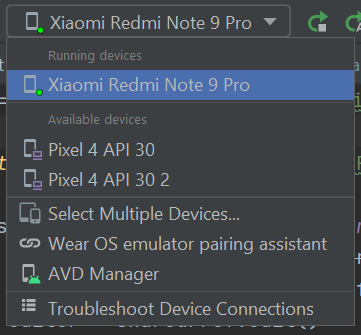 Xiaomi Redmi Note 9 Pro
Running devices
Xiaomi Redmi Note 9 Pro
Available devices
Pixel 4 API 30
Pixel 4 API 30 2
Select Multiple Devices...
Wear OS emulator pairing assistant
AVD Manager
Troubleshoot Device Connections